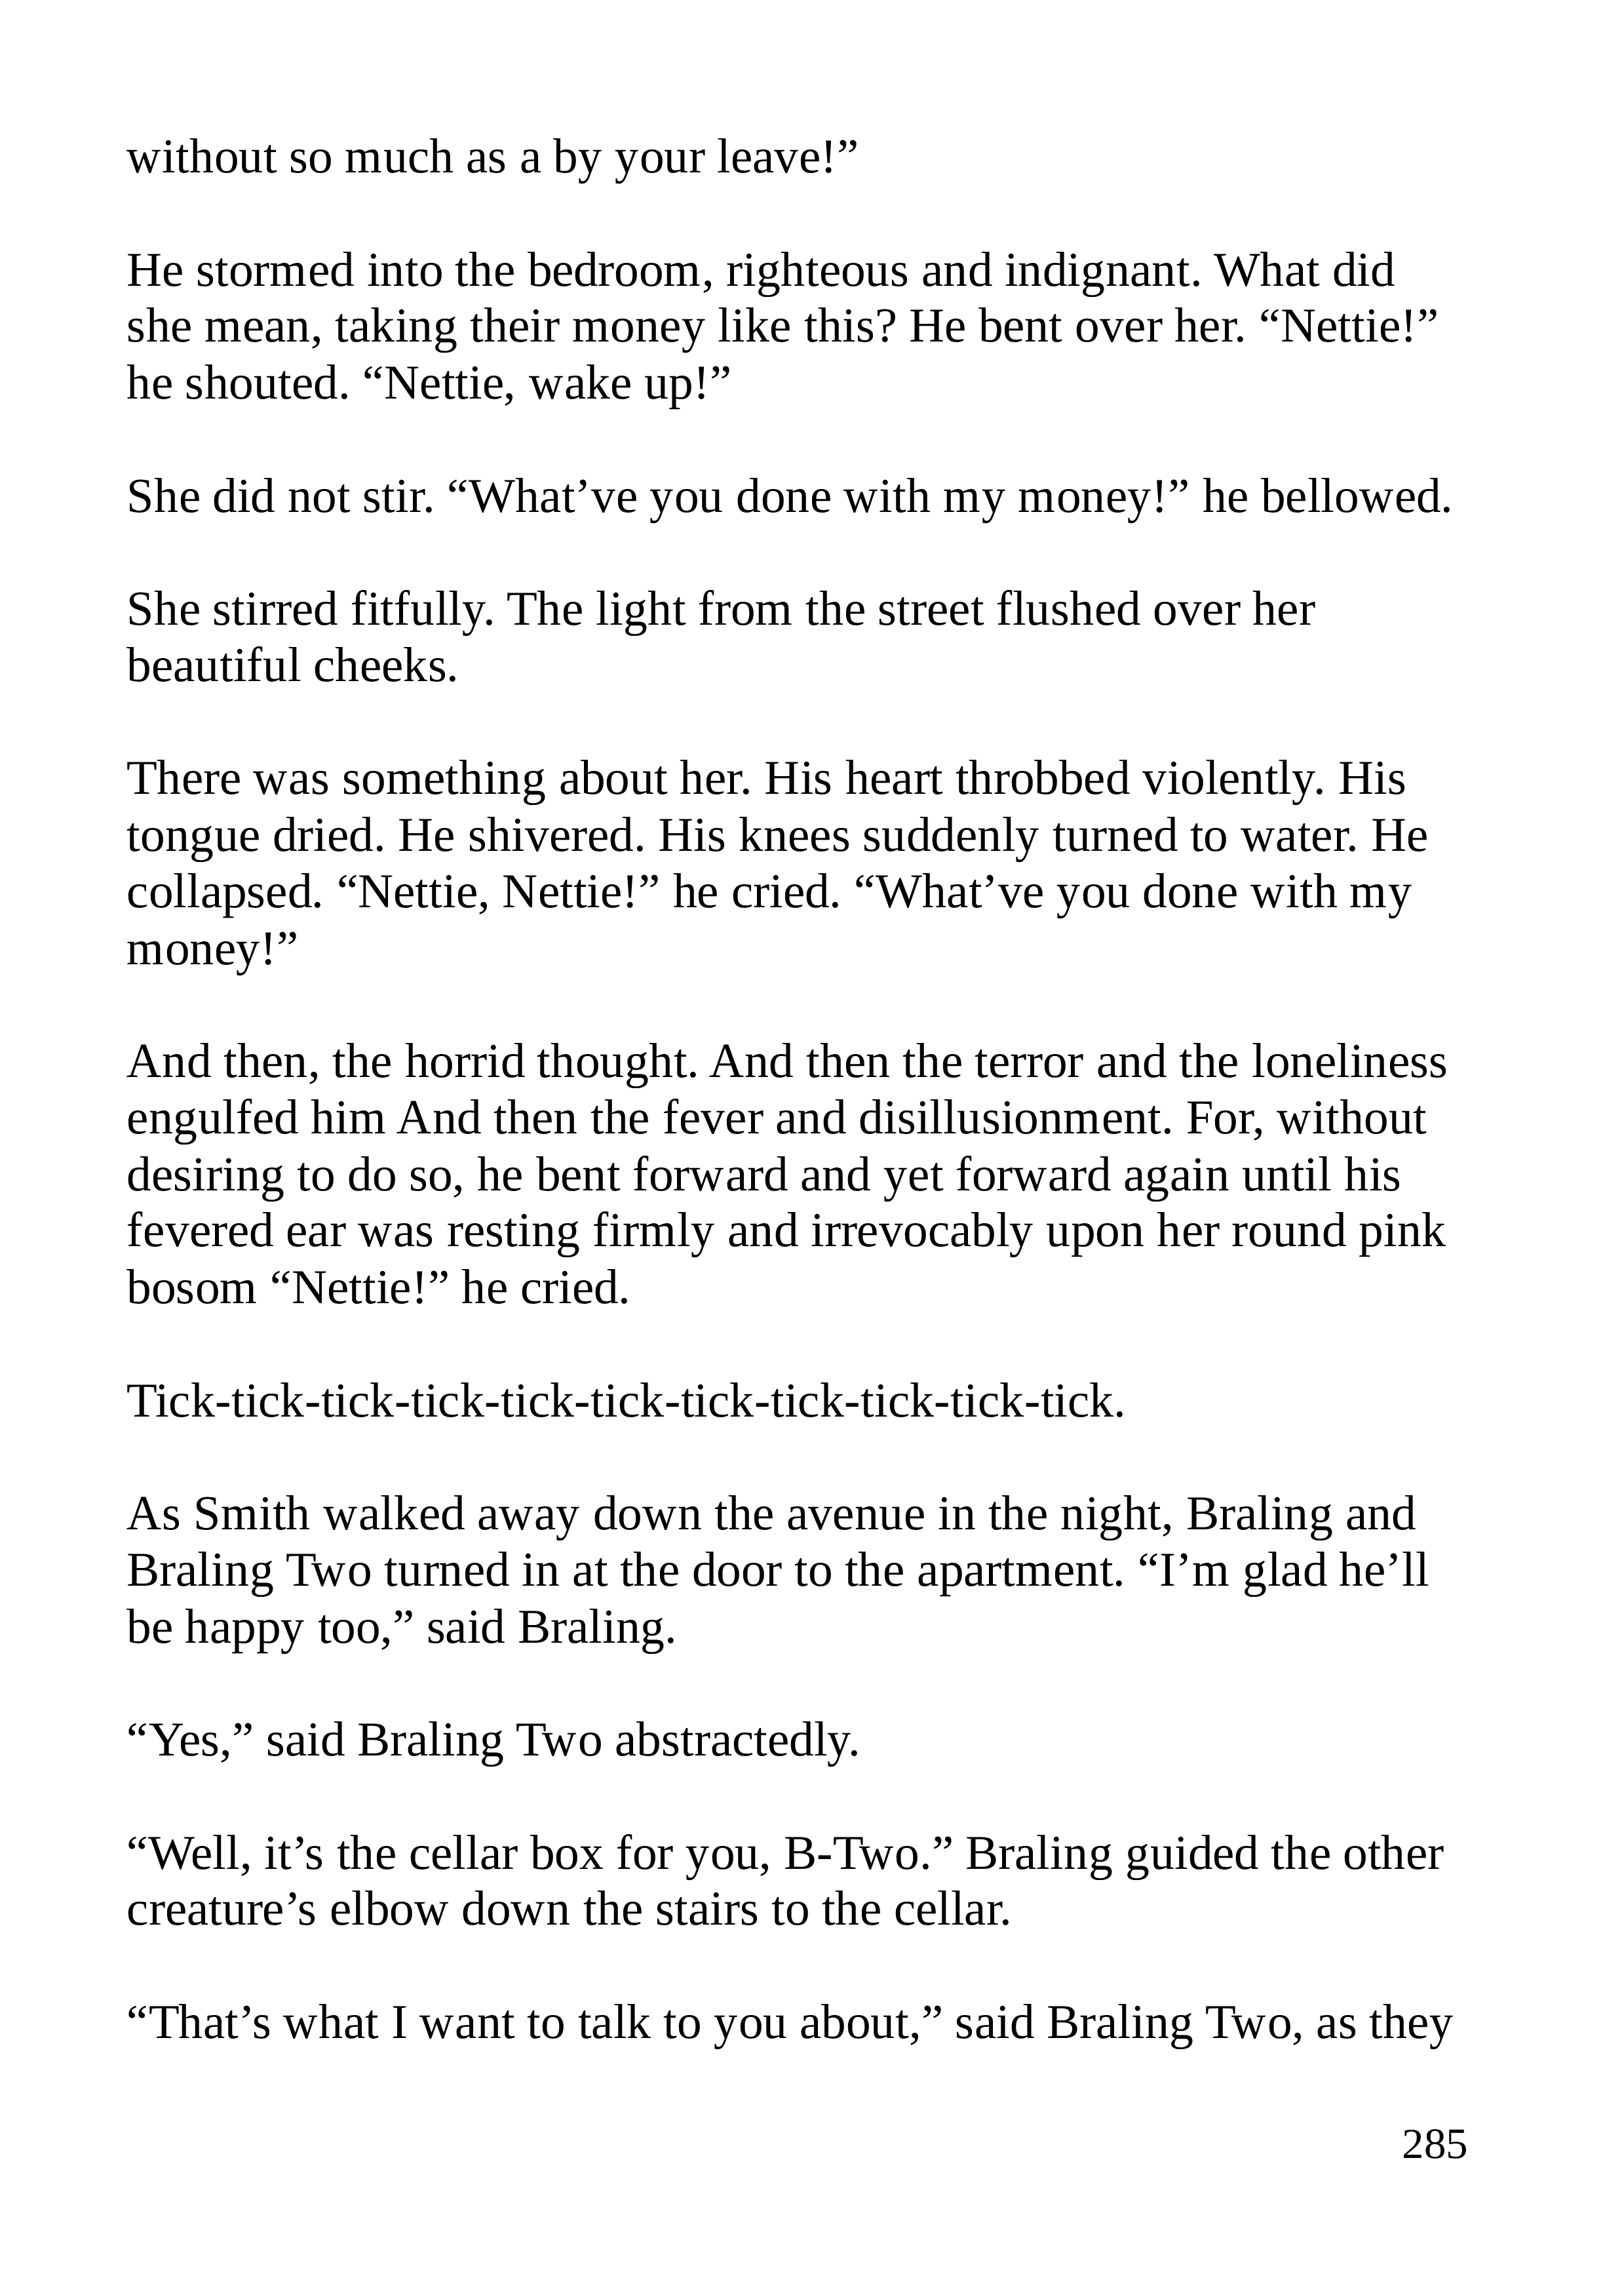 without so much as a by your leave!”
He stormed into the bedroom, righteous and indignant. What did
she mean, taking their money like this? He bent over her. “Nettie!”
he shouted. “Nettie, wake up!”
She did not stir. “What’ve you done with my money!” he bellowed.
She stirred fitfully. The light from the street flushed over her
beautiful cheeks.
There was something about her. His heart throbbed violently. His
tongue dried. He shivered. His knees suddenly turned to water. He
collapsed. “Nettie, Nettie!” he cried. “What’ve you done with my
money!”
And then, the horrid thought. And then the terror and the loneliness
engulfed him And then the fever and disillusionment. For, without
desiring to do so, he bent forward and yet forward again until his
fevered ear was resting firmly and irrevocably upon her round pink
bosom “Nettie!” he cried.
Tick-tick-tick-tick-tick-tick-tick-tick-tick-tick-tick.
As Smith walked away down the avenue in the night, Braling and
Braling Two turned in at the door to the apartment. “I’m glad he’ll
be happy too,” said Braling.
“Yes,” said Braling Two abstractedly.
“Well, it’s the cellar box for you, B-Two.” Braling guided the other
creature’s elbow down the stairs to the cellar.
“That’s what I want to talk to you about,” said Braling Two, as they
285